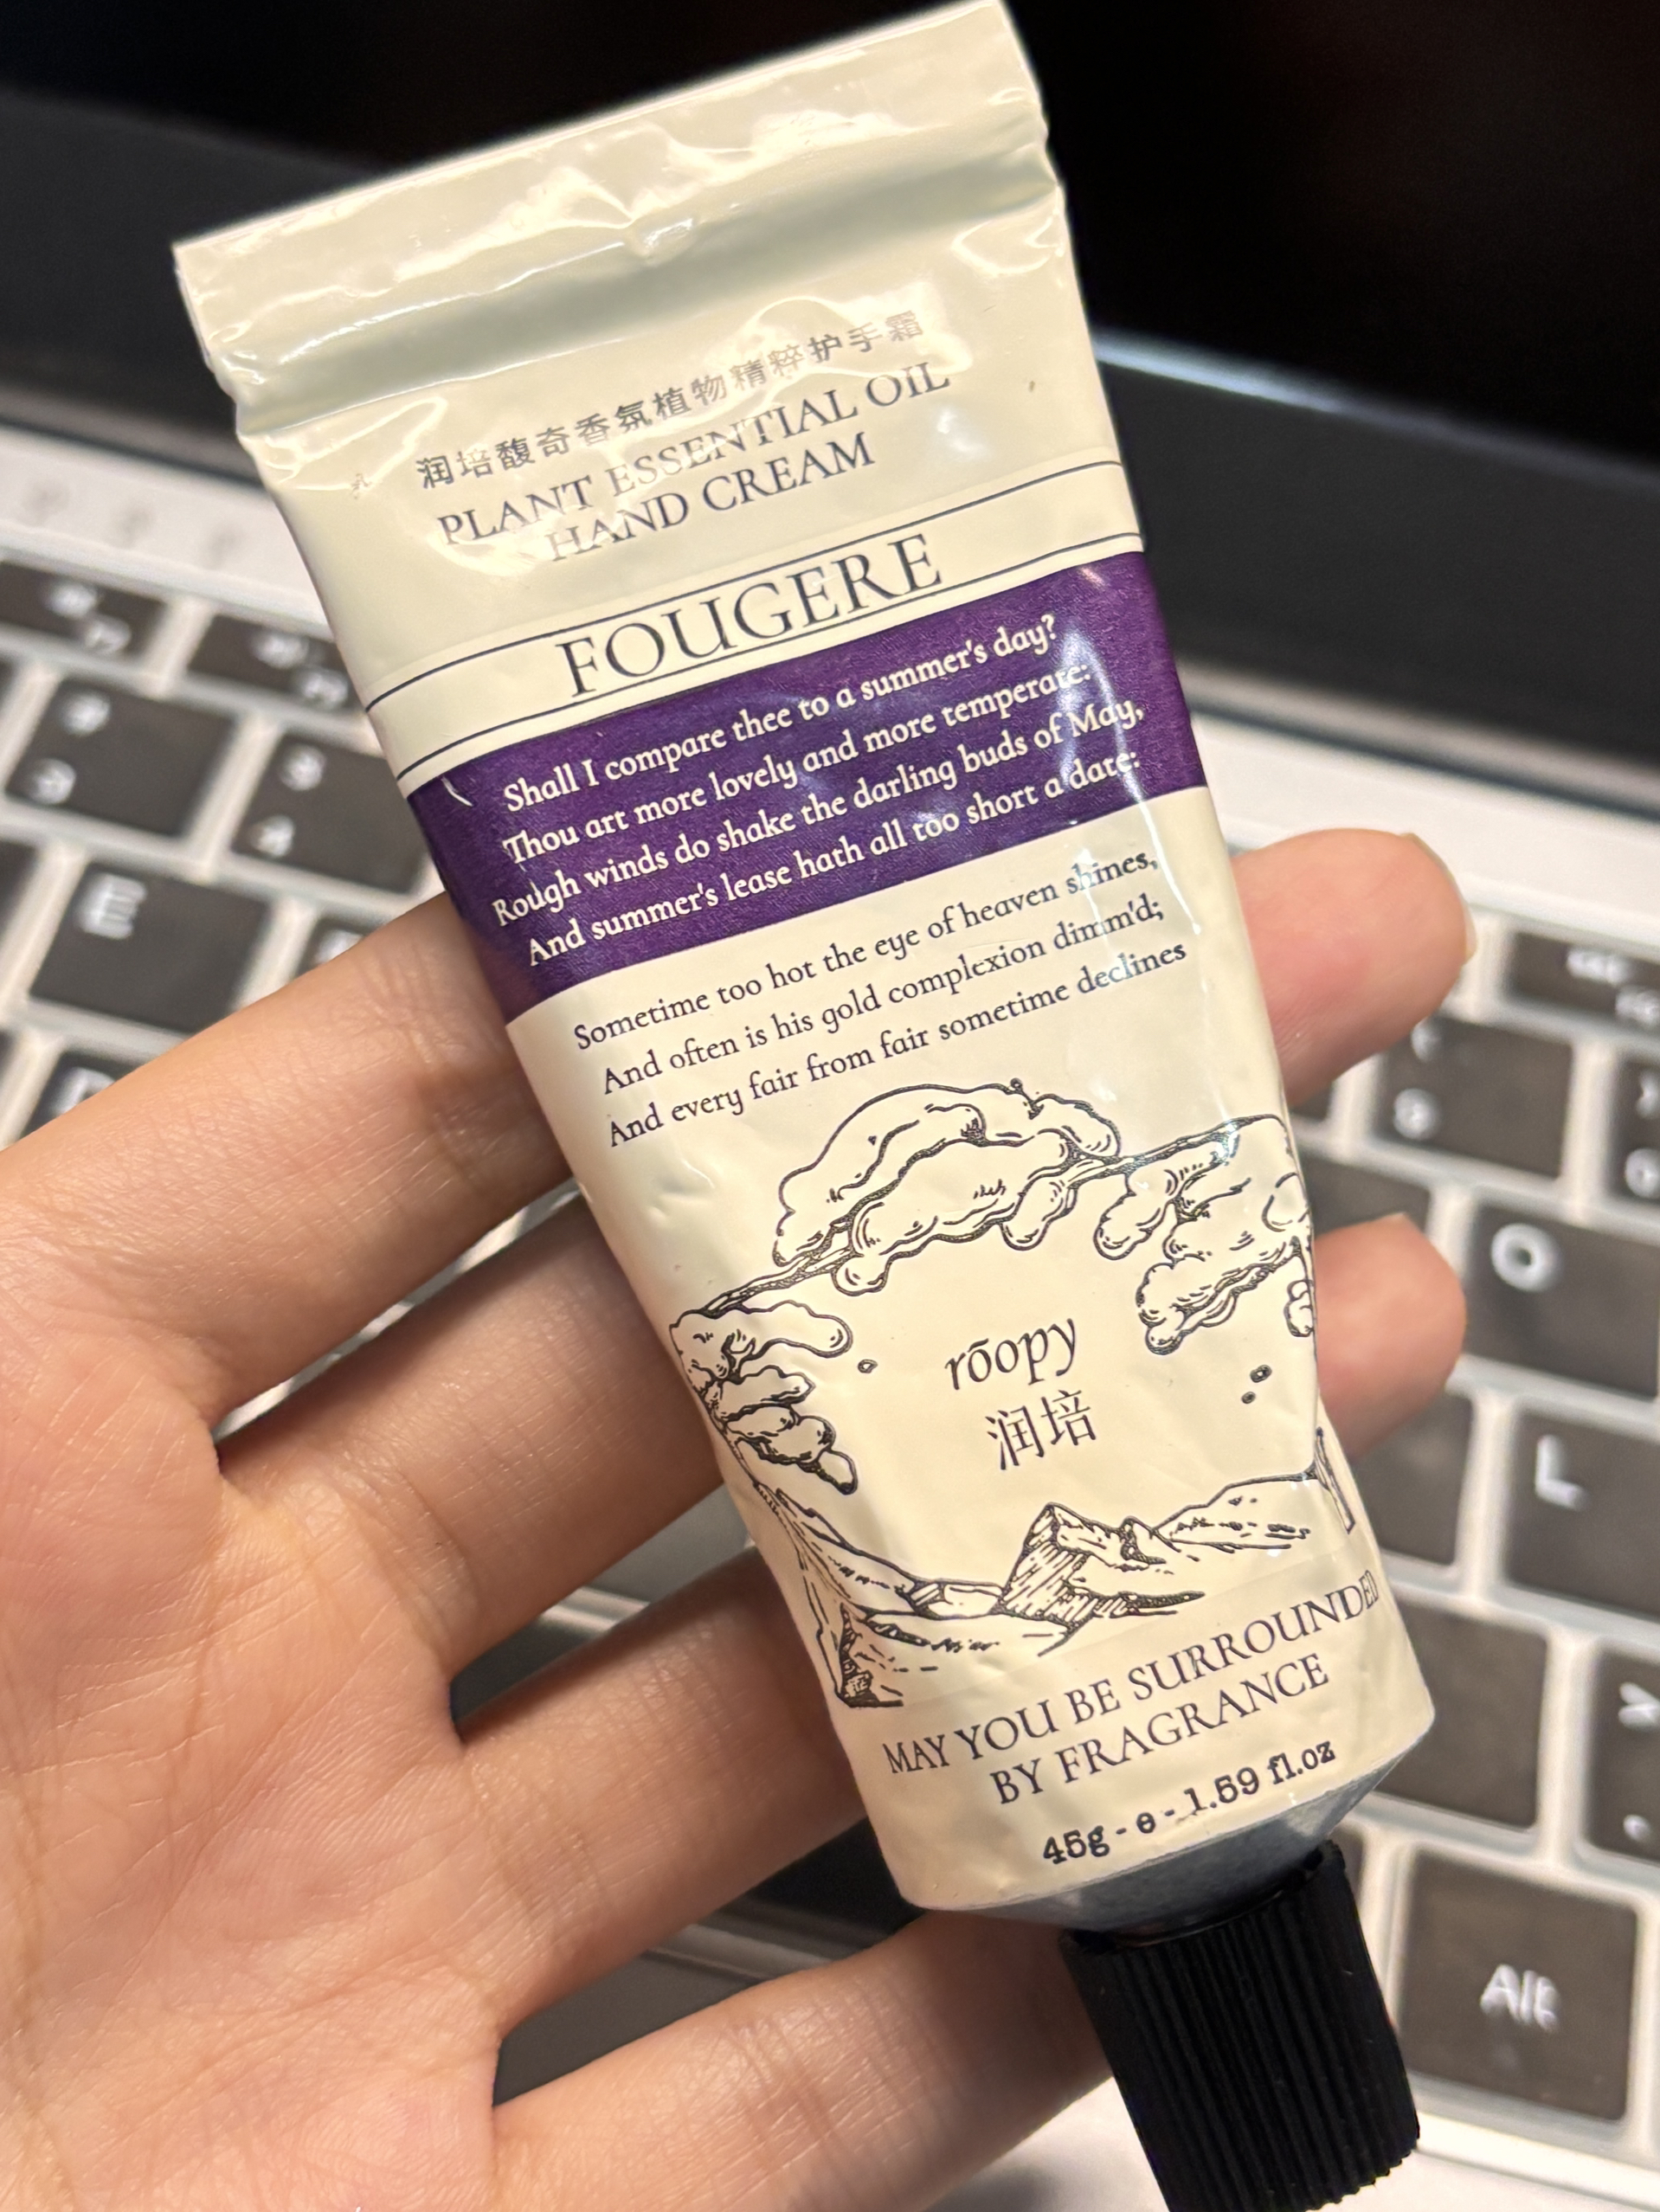 润培馥奇香氛植物精粹护手霜
PLANT ESSENTIAL OIL
HAND CREAM
FOUGERE
Shall I compare thee to a summer's day?
Thou art more lovely and more temperate:
Rough winds do shake the darling buds of May,
And summer's lease hath all too short a date:
Sometime too hot the eye of heaven shines,
And often is his gold complexion dimm'd;
And every fair from fair sometime declines
rōopy
润培
MAY YOU BE SURROUNDED
BY FRAGRANCE
45g - e - 1.59 fl.oz
E
O
L
Alt